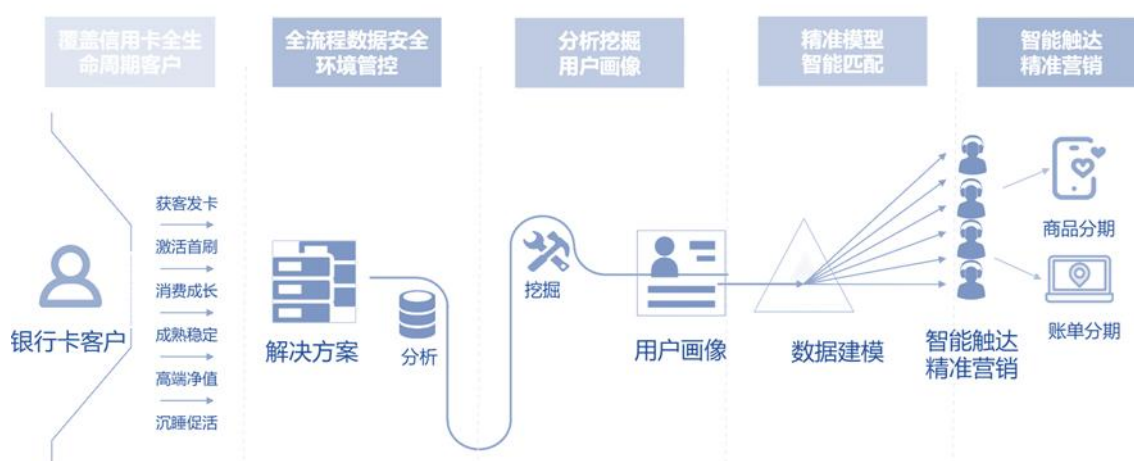 覆盖信用卡全生
命周期客户
全流程数据安全
环境管控
分析挖掘
用户画像
精准模型
智能匹配
智能触达
精准营销
获客发卡
激活首刷
消费成长
成熟稳定
高端净值
沉睡促活
银行卡客户
解决方案
分析
挖掘
用户画像
数据建模
智能触达
精准营销
商品分期
账单分期